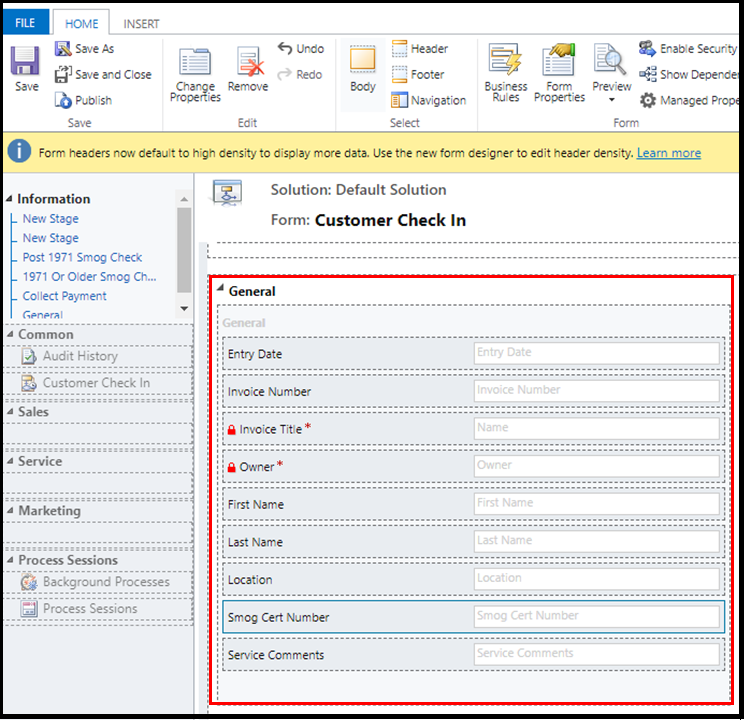 FILE
HOME
INSERT
Save
Save As
Save and Close
Publish
Save
Change
Properties
Remove
Undo
Redo
Edit
Body
Header
Footer
Navigation
Select
Business
Rules
Form
Properties
Preview
Enable Security
Show Depende
Managed Prope
Form
Form headers now default to high density to display more data. Use the new form designer to edit header density. Learn more
Information
New Stage
New Stage
Post 1971 Smog Check
1971 Or Older Smog Ch...
Collect Payment
General
Common
Audit History
Customer Check In
Sales
Service
Marketing
Process Sessions
Background Processes
Process Sessions
Solution: Default Solution
Form: Customer Check In
General
General
Entry Date Entry Date
Invoice Number Invoice Number
Invoice Title* Name
Owner* Owner
First Name First Name
Last Name Last Name
Location Location
Smog Cert Number Smog Cert Number
Service Comments Service Comments